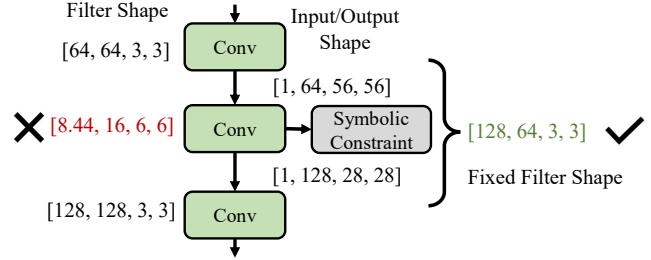 Filter Shape
Input/Output
Shape
Conv
[64, 64, 3, 3]
[1, 64, 56, 56]
[8.44, 16, 6, 6]
Conv
Symbolic
Constraint
[128, 64, 3, 3]
[1, 128, 28, 28]
Fixed Filter Shape
[128, 128, 3, 3]
Conv